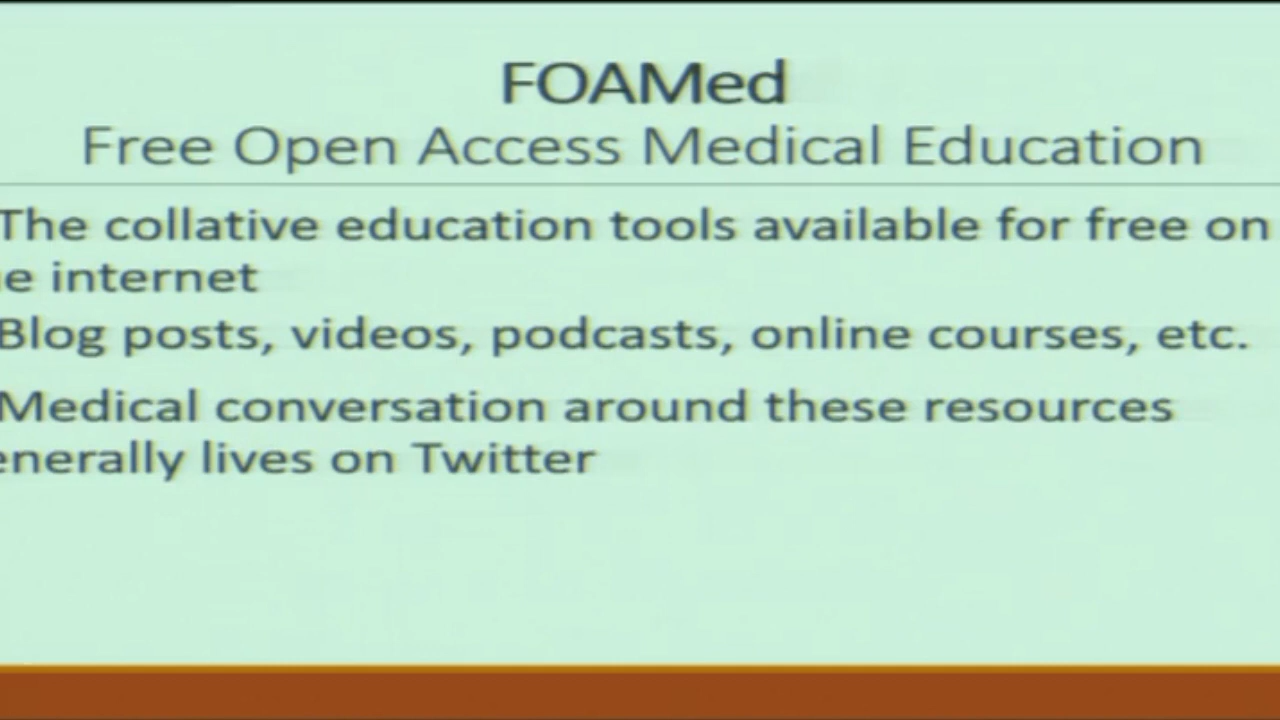 FOAMed
Free Open Access Medical Education
The collative education tools available for free on
e internet
Blog posts, videos, podcasts, online courses, etc.
Medical conversation around these resources
enerally lives on Twitter